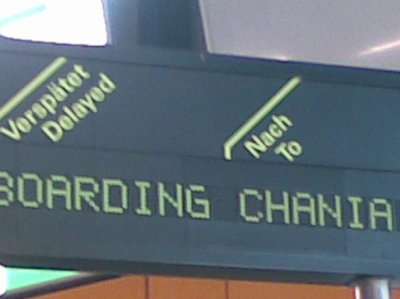 Verspätet
Delayed
Nach
To
BOARDING CHANIA